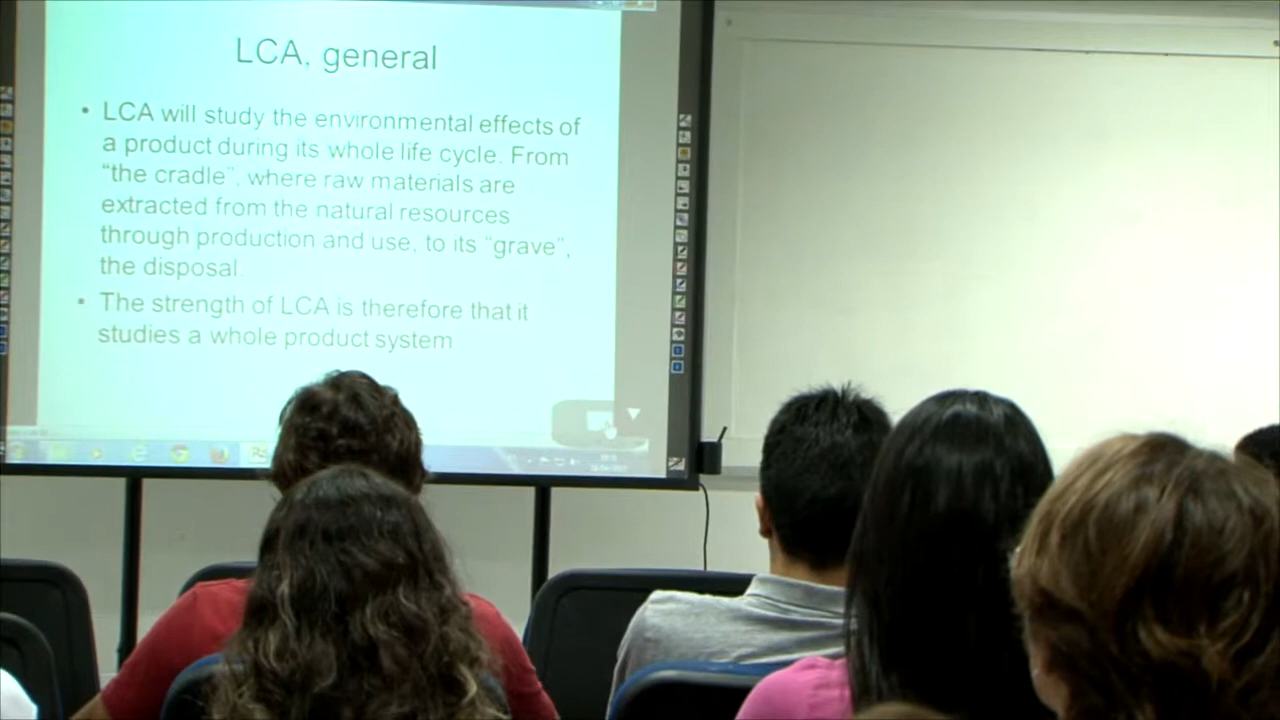 LCA, general
• LCA will study the environmental effects of
a product during its whole life cycle. From
“the cradle”, where raw materials are
extracted from the natural resources
through production and use, to its “grave”,
the disposal.
• The strength of LCA is therefore that it
studies a whole product system